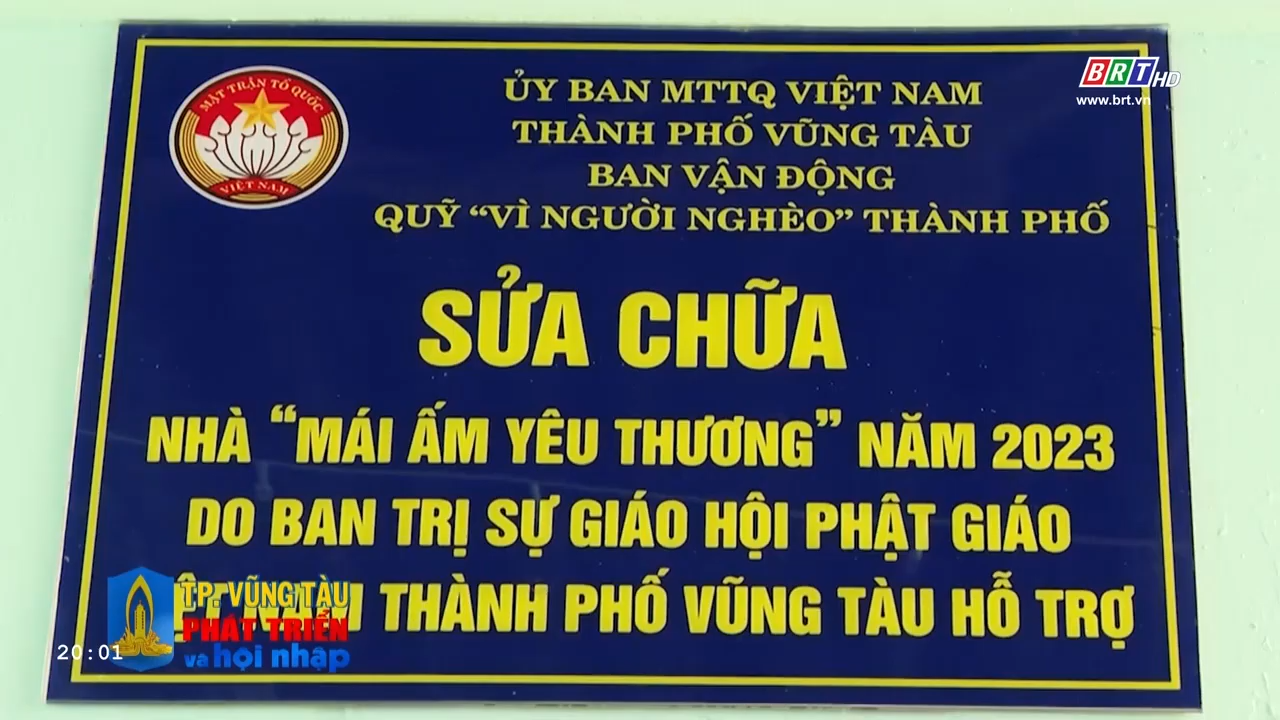 BRT HD
www.brt.vn
MẶT TRẬN TỔ QUỐC
VIỆT NAM
ỦY BAN MTTQ VIỆT NAM
THÀNH PHỐ VŨNG TÀU
BAN VẬN ĐỘNG
QUỸ “VÌ NGƯỜI NGHÈO” THÀNH PHỐ
SỬA CHỮA
NHÀ “MÁI ẤM YÊU THƯƠNG” NĂM 2023
DO BAN TRỊ SỰ GIÁO HỘI PHẬT GIÁO
THÀNH PHỐ VŨNG TÀU HỖ TRỢ
TP. VŨNG TÀU
PHÁT TRIỂN
và hội nhập
20:01